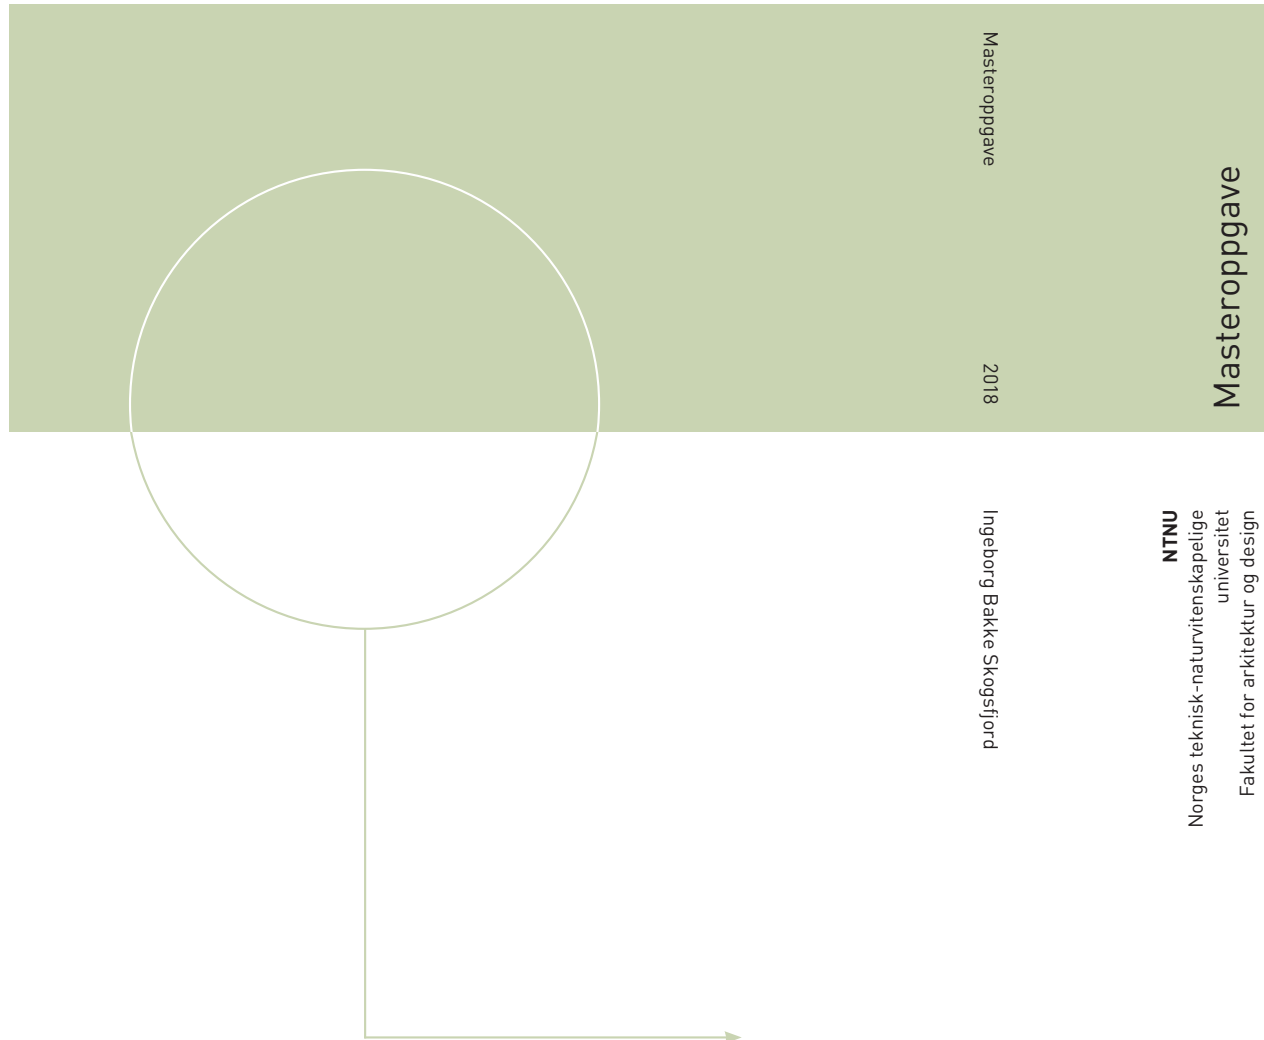 Masteroppgave
2018
Ingeborg Bakke Skogsfjord
Masteroppgave
NTNU
Norges teknisk-naturvitenskapelige
universitet
Fakultet for arkitektur og design